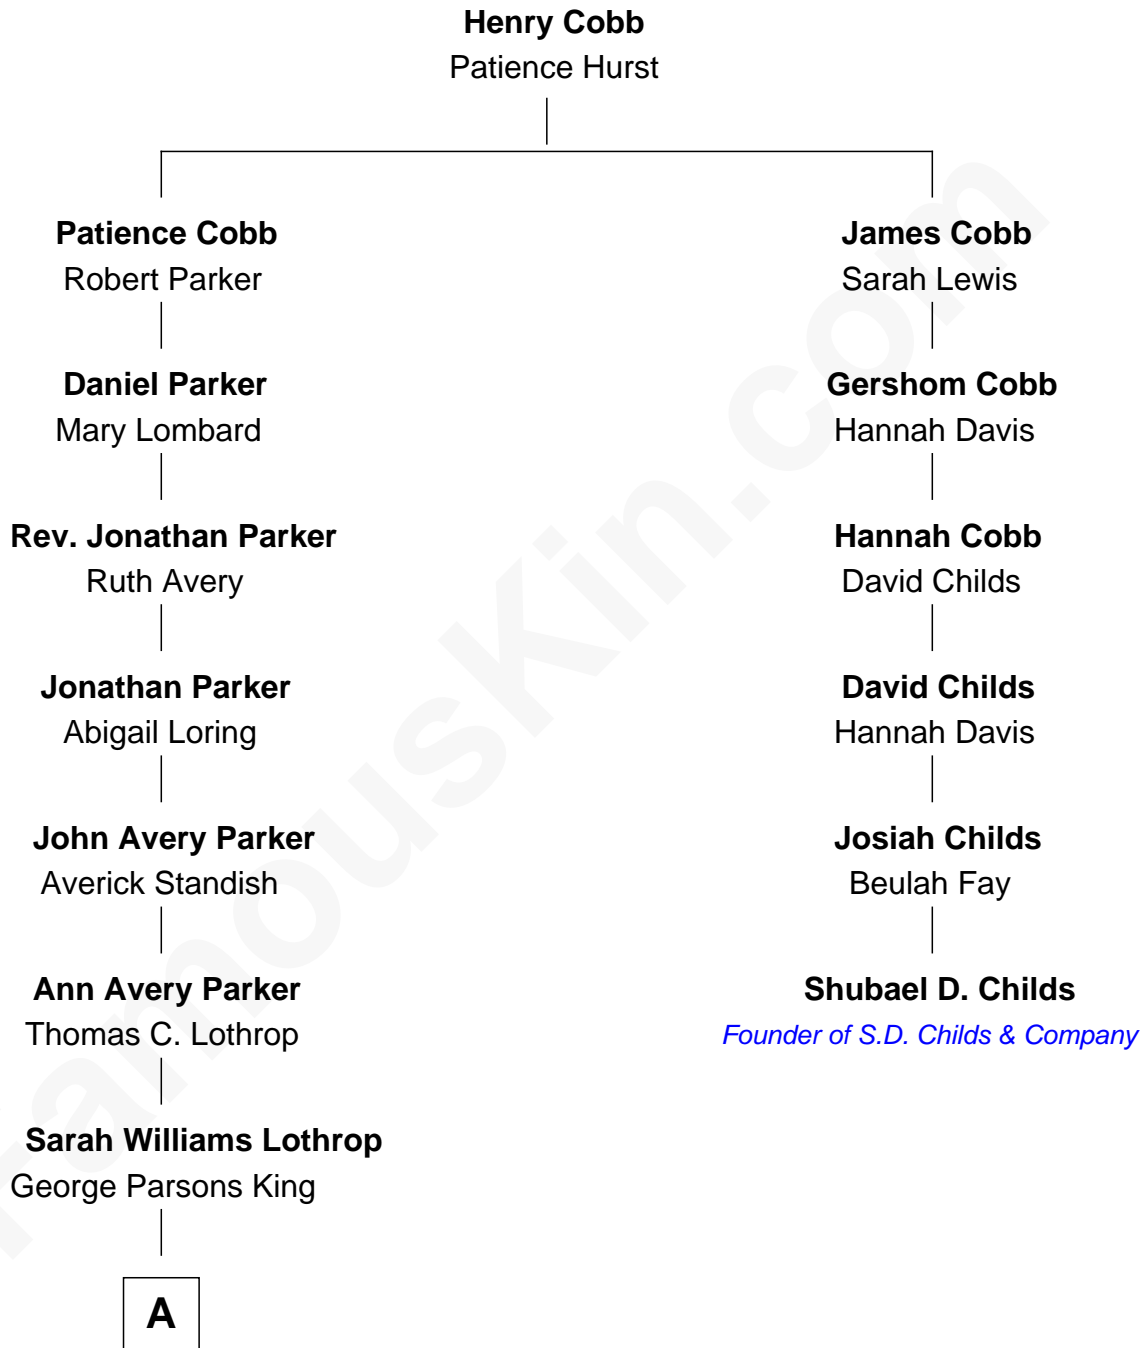 Henry Cobb
Patience Hurst
Patience Cobb
Robert Parker
Daniel Parker
Mary Lombard
Rev. Jonathan Parker
Ruth Avery
Jonathan Parker
Abigail Loring
John Avery Parker
Averick Standish
Ann Avery Parker
Thomas C. Lothrop
Sarah Williams Lothrop
George Parsons King
A
James Cobb
Sarah Lewis
Gershom Cobb
Hannah Davis
Hannah Cobb
David Childs
David Childs
Hannah Davis
Josiah Childs
Beulah Fay
Shubael D. Childs
Founder of S.D. Childs & Company
FamousKin.com